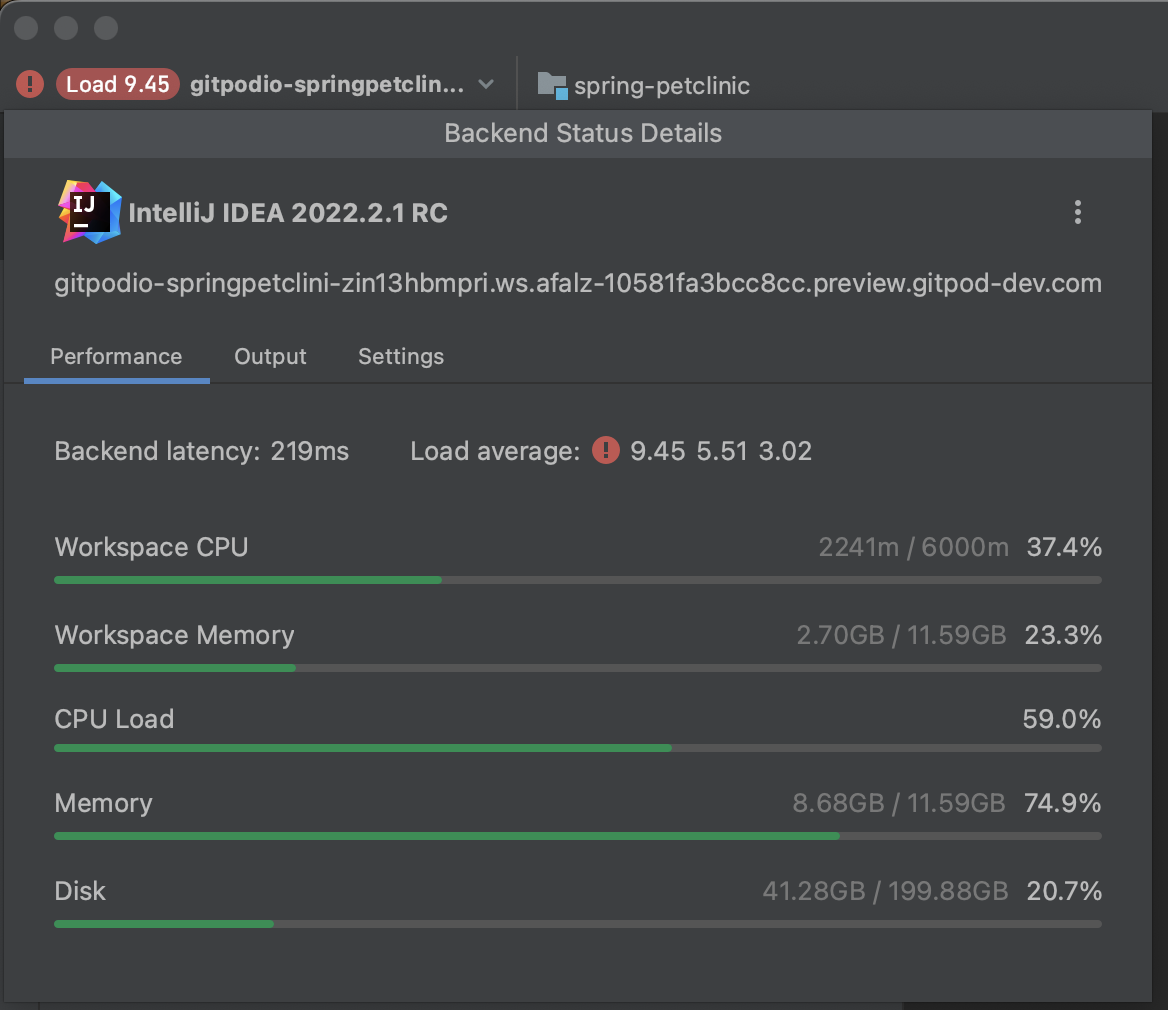 ! Load 9.45 gitpodio-springpetclin... spring-petclinic
Backend Status Details
IJ IntelliJ IDEA 2022.2.1 RC
gitpodio-springpetclini-zin13hbmpri.ws.afalz-10581fa3bcc8cc.preview.gitpod-dev.com
Performance Output Settings
Backend latency: 219ms Load average: ! 9.45 5.51 3.02
Workspace CPU 2241m / 6000m 37.4%
Workspace Memory 2.70GB / 11.59GB 23.3%
CPU Load 59.0%
Memory 8.68GB / 11.59GB 74.9%
Disk 41.28GB / 199.88GB 20.7%